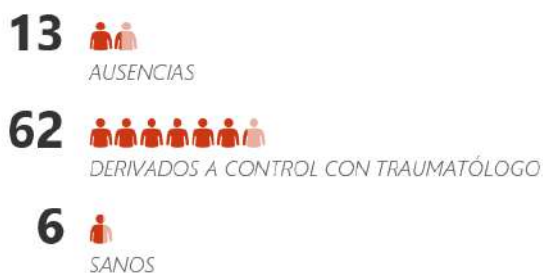 13
AUSENCIAS
62
DERIVADOS A CONTROL CON TRAUMATÓLOGO
6
SANOS